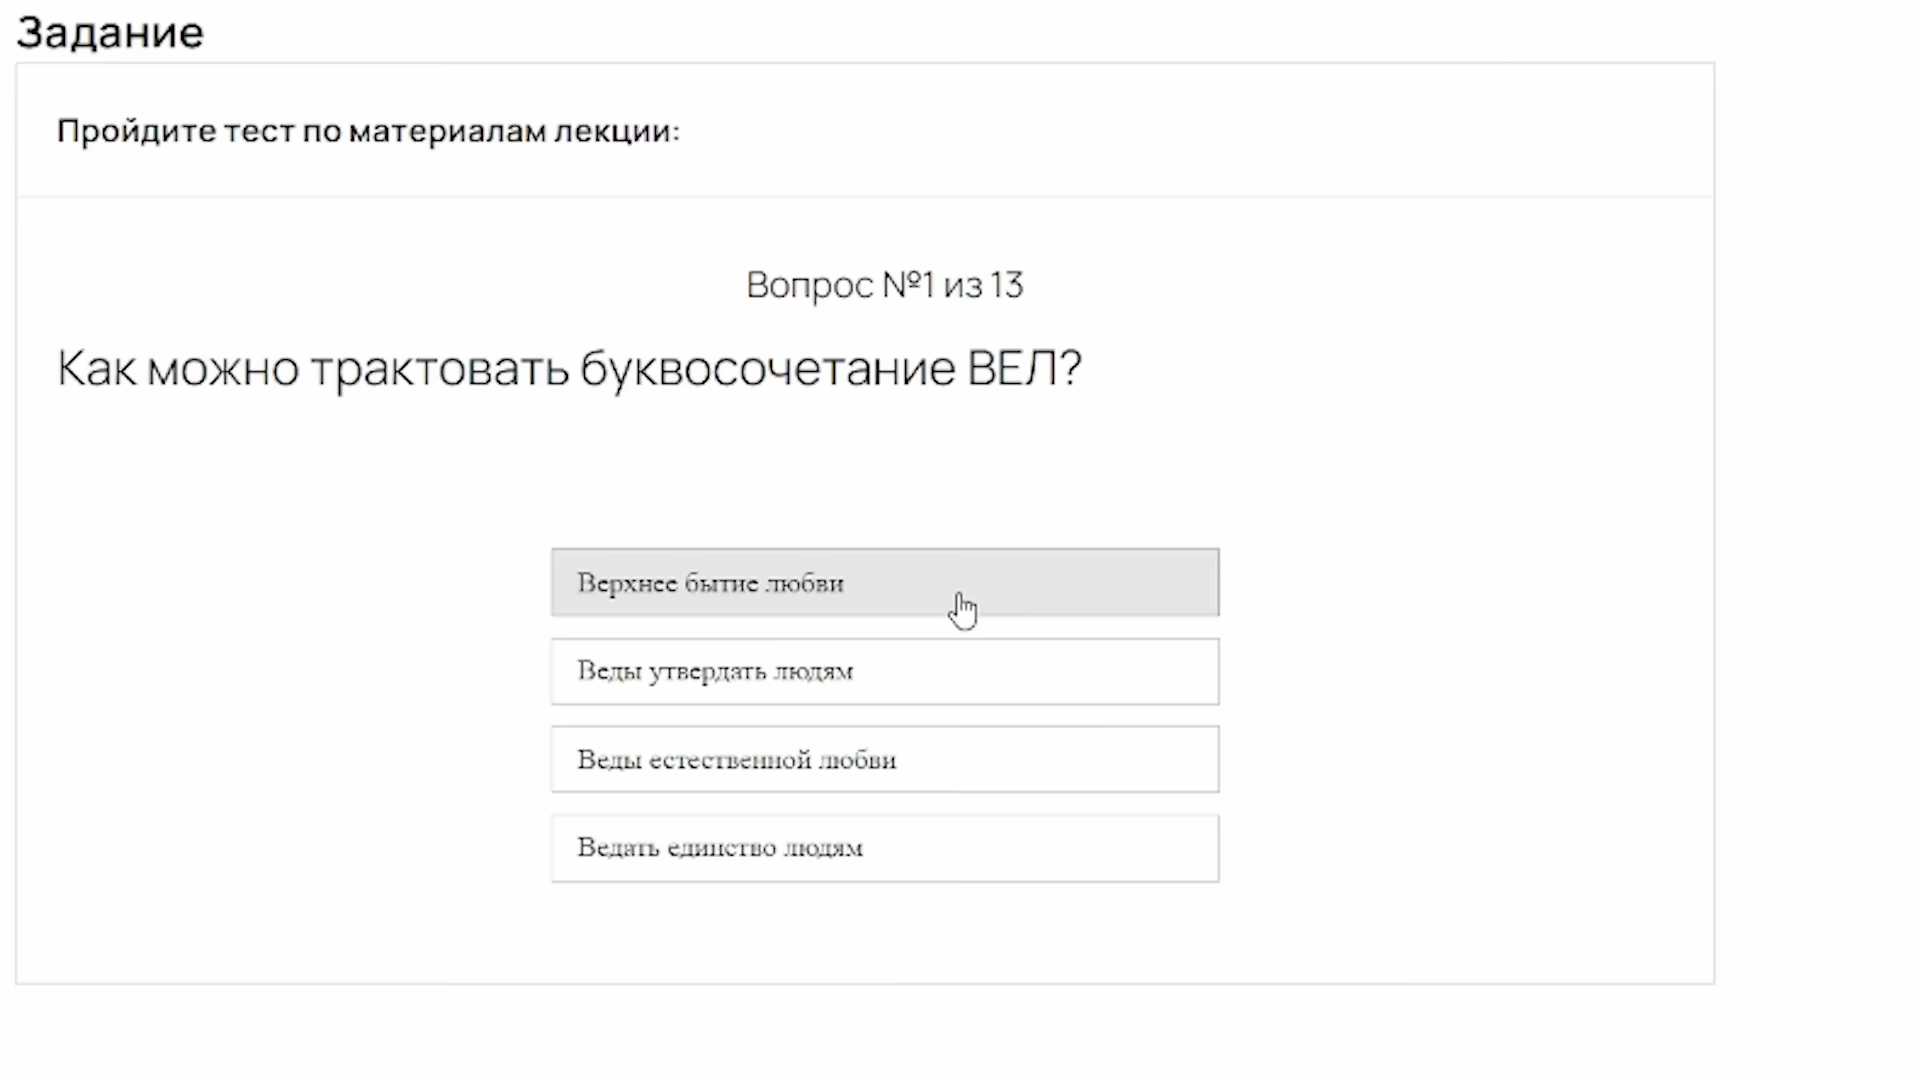 Задание
Пройдите тест по материалам лекции:
Вопрос №1 из 13
Как можно трактовать буквосочетание ВЕЛ?
Верхнее бытие любви
Веды утвердать людям
Веды естественной любви
Ведать единство людям